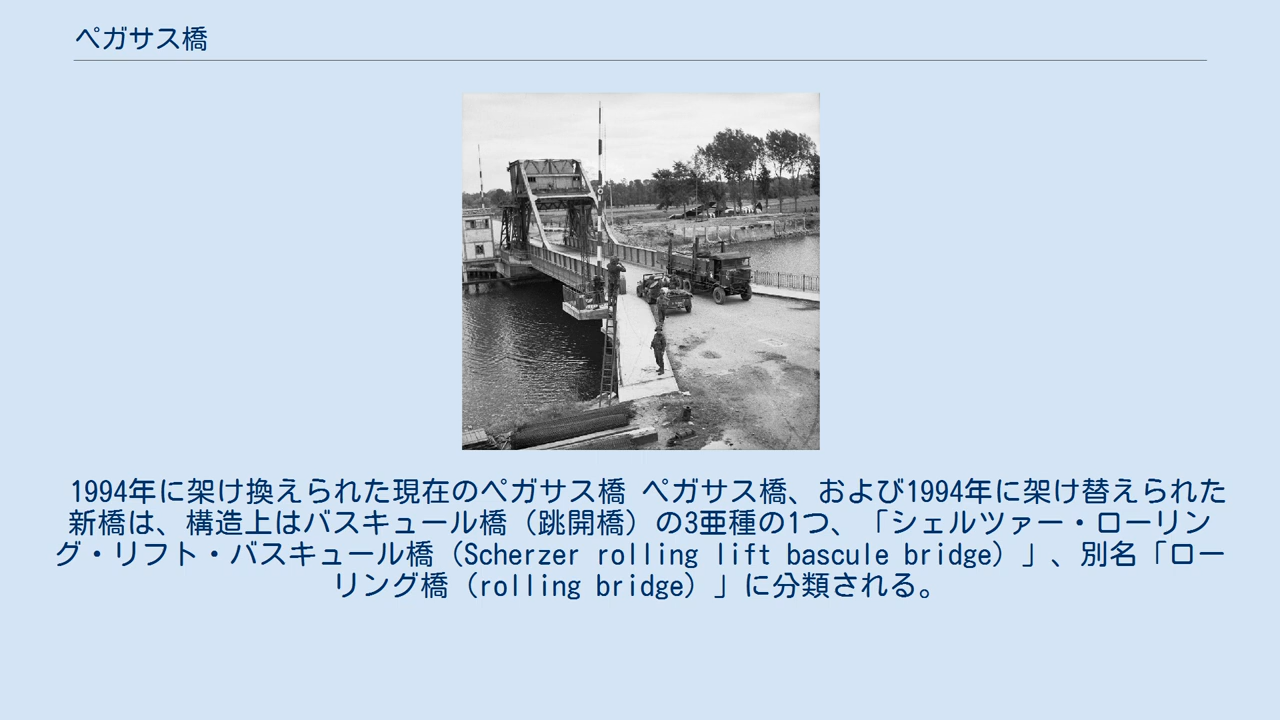 ペガサス橋
1994年に架け換えられた現在のペガサス橋 ペガサス橋、および1994年に架け替えられた
新橋は、構造上はバスキュール橋（跳開橋）の3亜種の1つ、「シェルツァー・ローリン
グ・リフト・バスキュール橋（Scherzer rolling lift bascule bridge）」、別名「ロー
リング橋（rolling bridge）」に分類される。